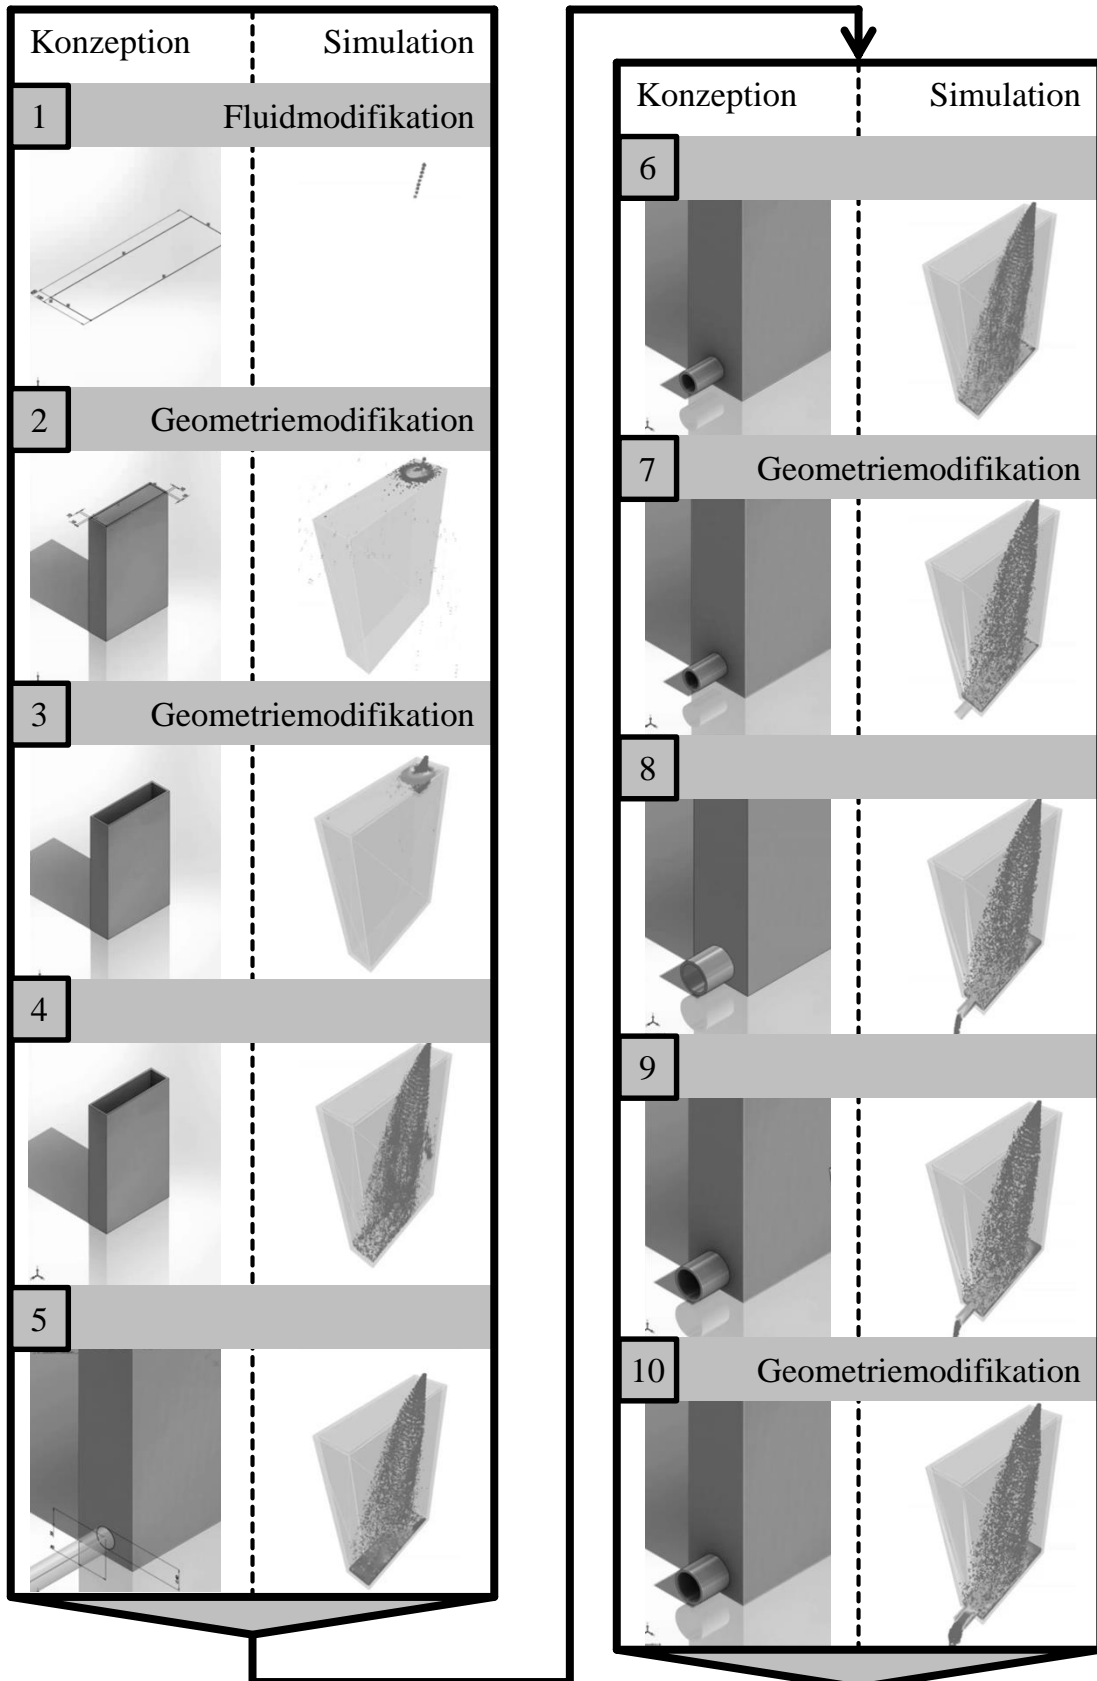 Konzeption Simulation
1 Fluidmodifikation
2 Geometriemodifikation
3 Geometriemodifikation
4
5
Konzeption Simulation
6
7 Geometriemodifikation
8
9
10 Geometriemodifikation